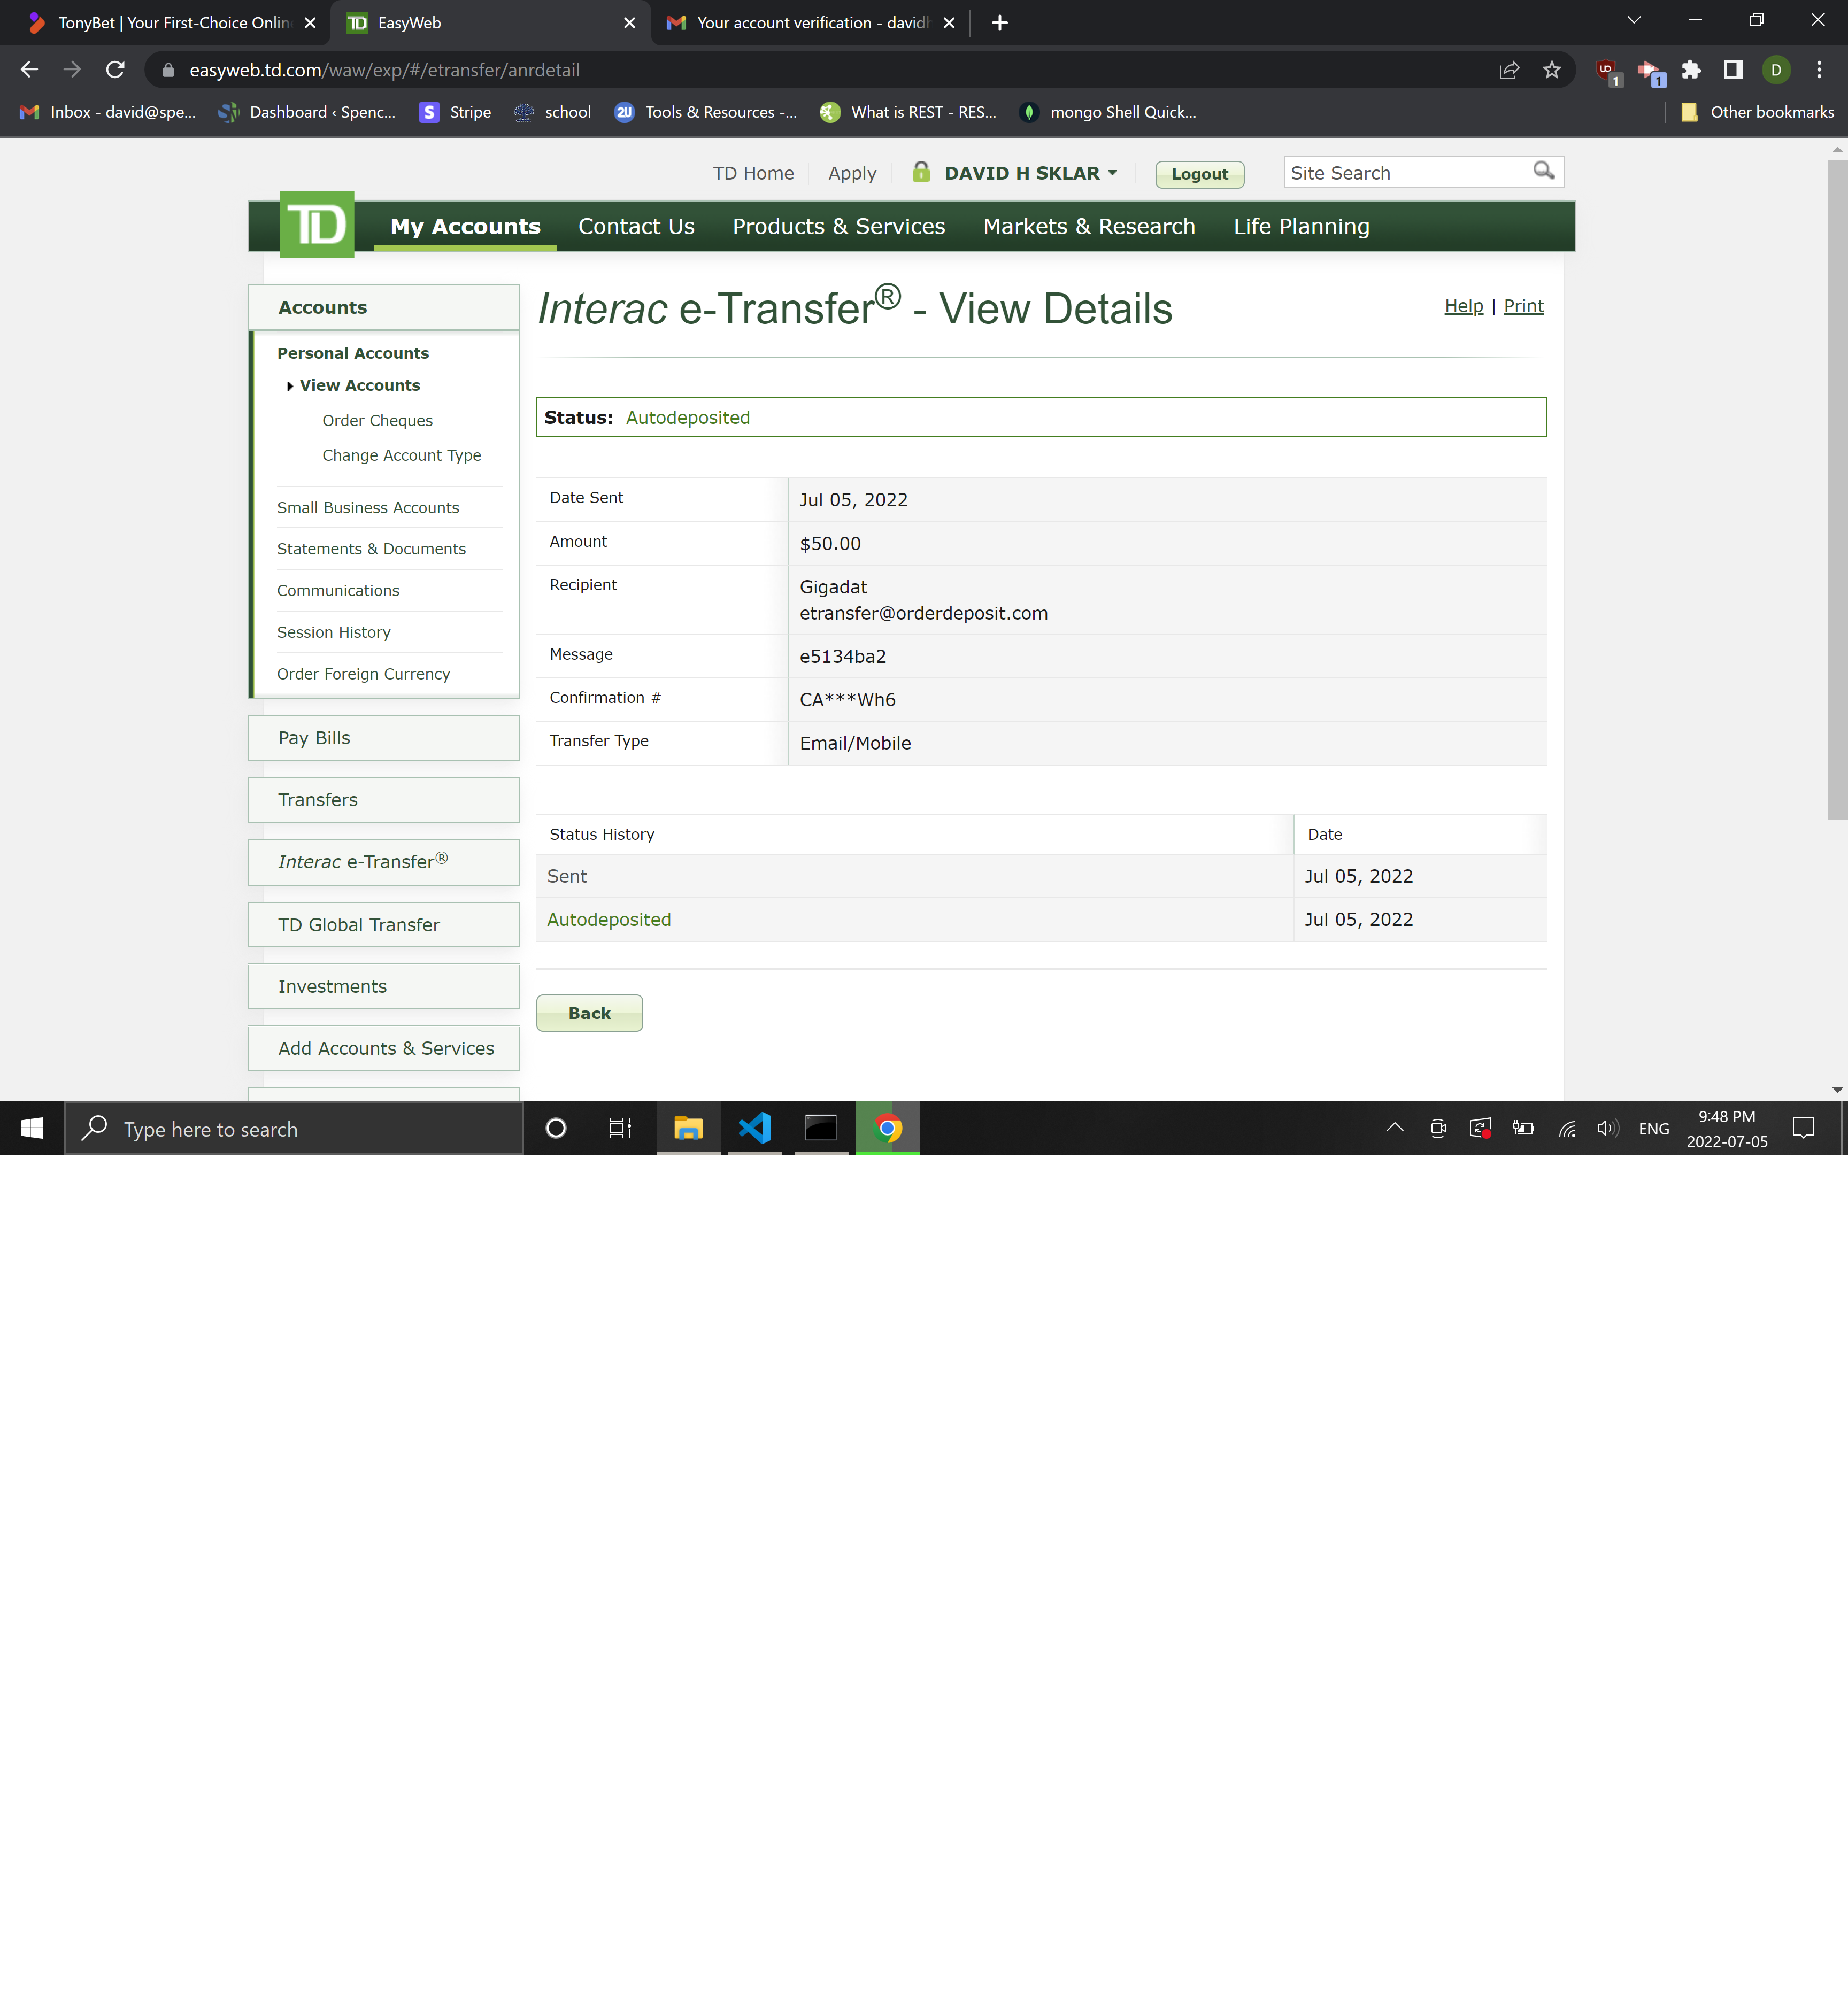 TonyBet | Your First-Choice Onlin
EasyWeb
Your account verification - davidh
easyweb.td.com/waw/exp/#/etransfer/anrdetail
1
1
D
Inbox - david@spe...
Dashboard ‹ Spenc...
S Stripe
school
2U Tools & Resources -...
What is REST - RES...
mongo Shell Quick...
Other bookmarks
TD Home
Apply
DAVID H SKLAR
Logout
Site Search
TD
My Accounts
Contact Us
Products & Services
Markets & Research
Life Planning
Accounts
Personal Accounts
View Accounts
Order Cheques
Change Account Type
Small Business Accounts
Statements & Documents
Communications
Session History
Order Foreign Currency
Pay Bills
Transfers
Interac e-Transfer®
TD Global Transfer
Investments
Add Accounts & Services
Interac e-Transfer® - View Details
Help | Print
Status: Autodeposited
Date Sent Jul 05, 2022
Amount $50.00
Recipient Gigadat
etransfer@orderdeposit.com
Message e5134ba2
Confirmation # CA***Wh6
Transfer Type Email/Mobile
Status History Date
Sent Jul 05, 2022
Autodeposited Jul 05, 2022
Back
Type here to search
ENG
9:48 PM
2022-07-05